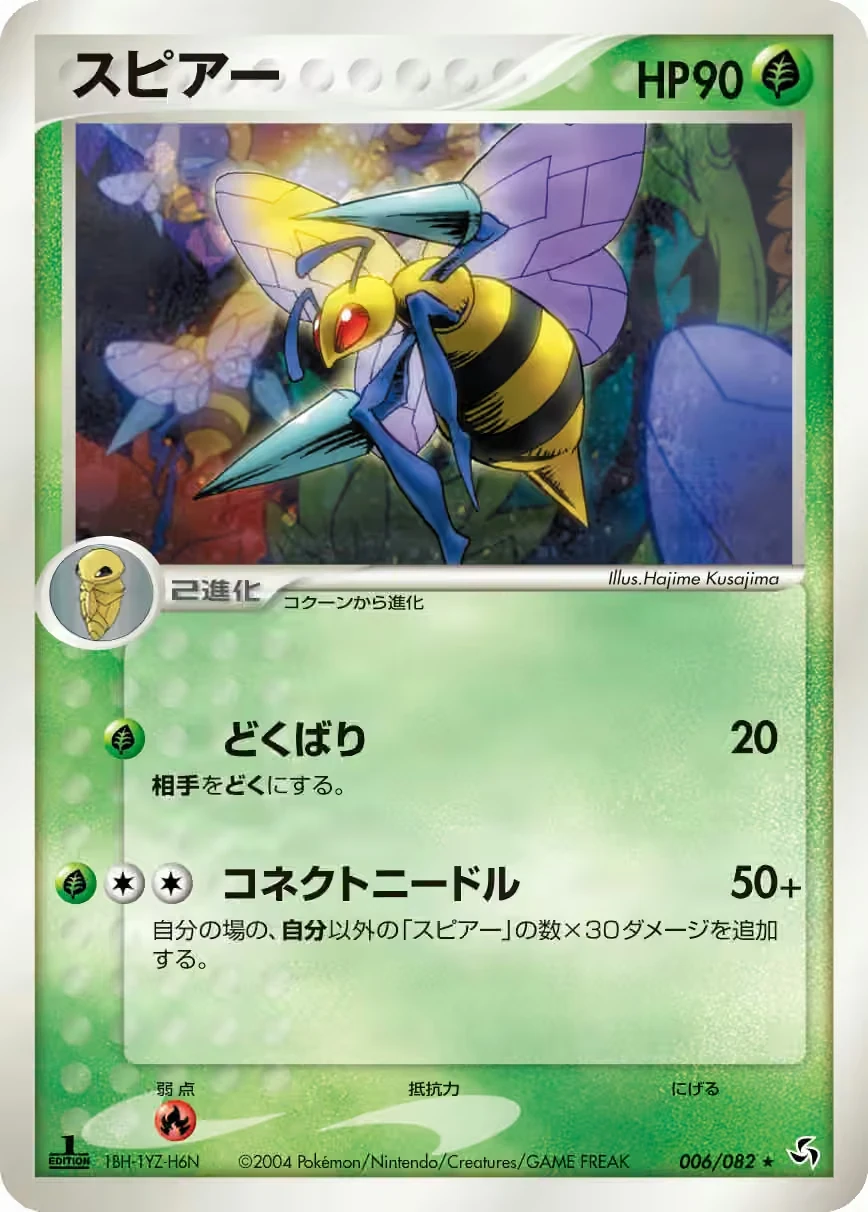 スピアー
HP90
Illus.Hajime Kusajima
己進化
コクーンから進化
どくばり 20
相手をどくにする。
コネクトニードル 50+
自分の場の、自分以外の「スピアー」の数×30ダメージを追加
する。
弱点 抵抗力 にげる
1 EDITION 1BH-1YZ-H6N ©2004 Pokémon/Nintendo/Creatures/GAME FREAK 006/082 ★